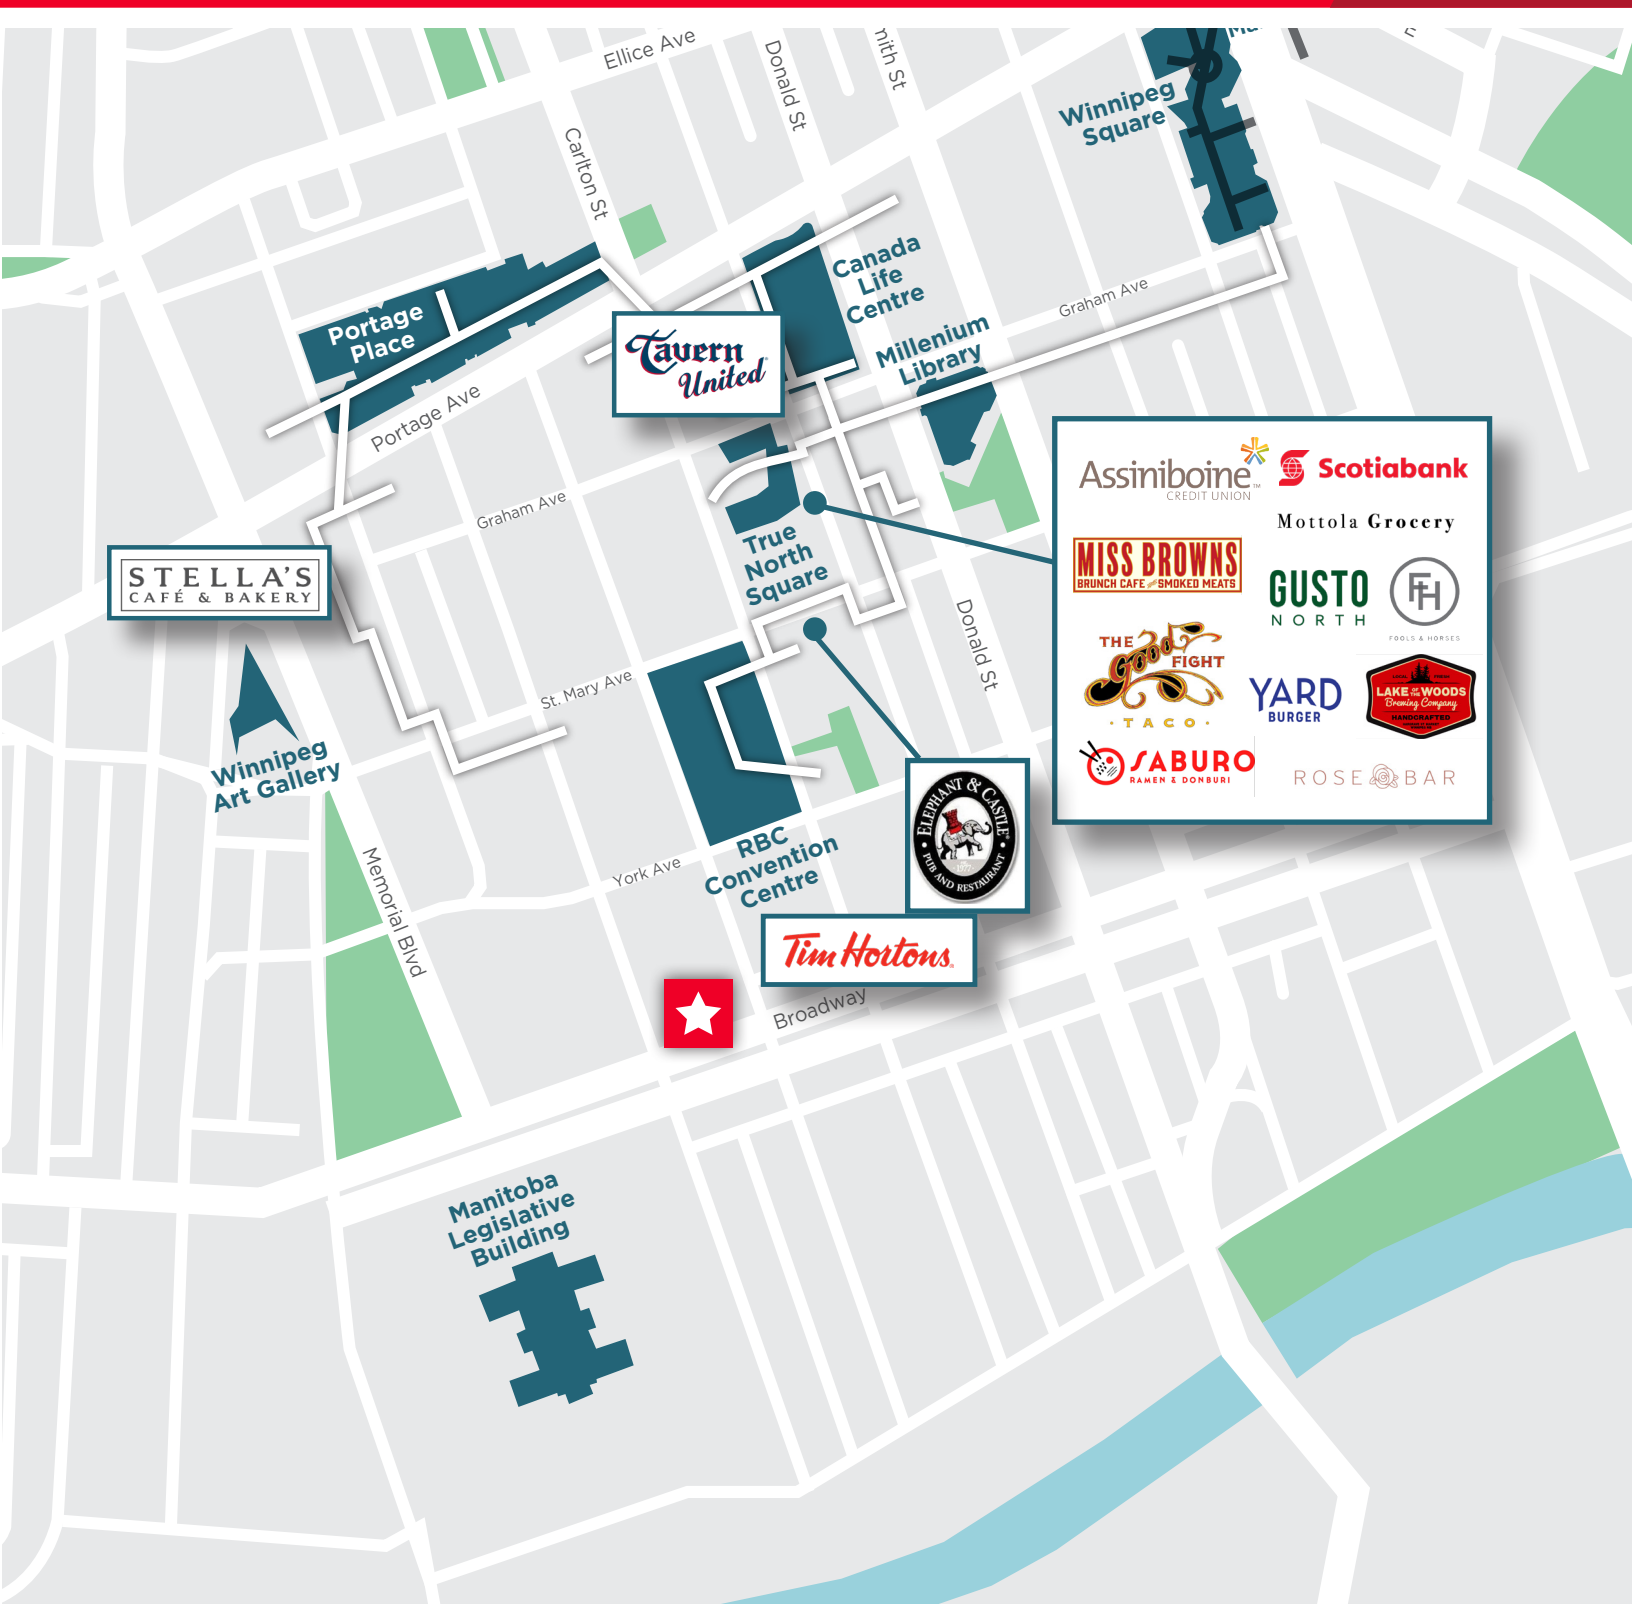 Ellice Ave
Donald St
Carlton St
Winnipeg
Square
Canada
Life
Centre
Graham Ave
Millenium
Library
Portage
Place
Tavern
United
Portage Ave
Graham Ave
Assiniboine
CREDIT UNION
Scotiabank
Mottola Grocery
MISS BROWNS
BRUNCH CAFE and SMOKED MEATS
GUSTO
NORTH
FH
FOOLS & HORSES
THE
Good
FIGHT
TACO
YARD
BURGER
LAKE OF THE WOODS
Brewing Company
HANDCRAFTED
SABURO
RAMEN & DONBURI
ROSE BAR
True
North
Square
STELLA'S
CAFÉ & BAKERY
Donald St
St. Mary Ave
Winnipeg
Art Gallery
ELEPHANT & CASTLE
1977
PUB AND RESTAURANT
RBC
Convention
Centre
York Ave
Memorial Blvd
Tim Hortons
Broadway
Manitoba
Legislative
Building